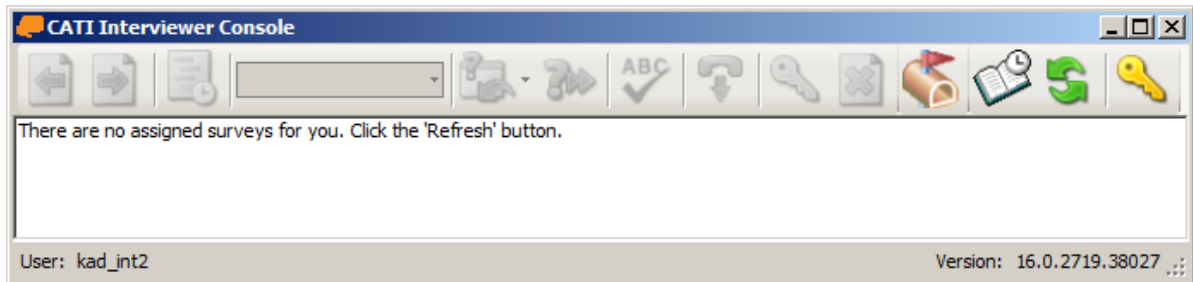 CATI Interviewer Console
ABC
There are no assigned surveys for you. Click the 'Refresh' button.
User: kad_int2
Version: 16.0.2719.38027